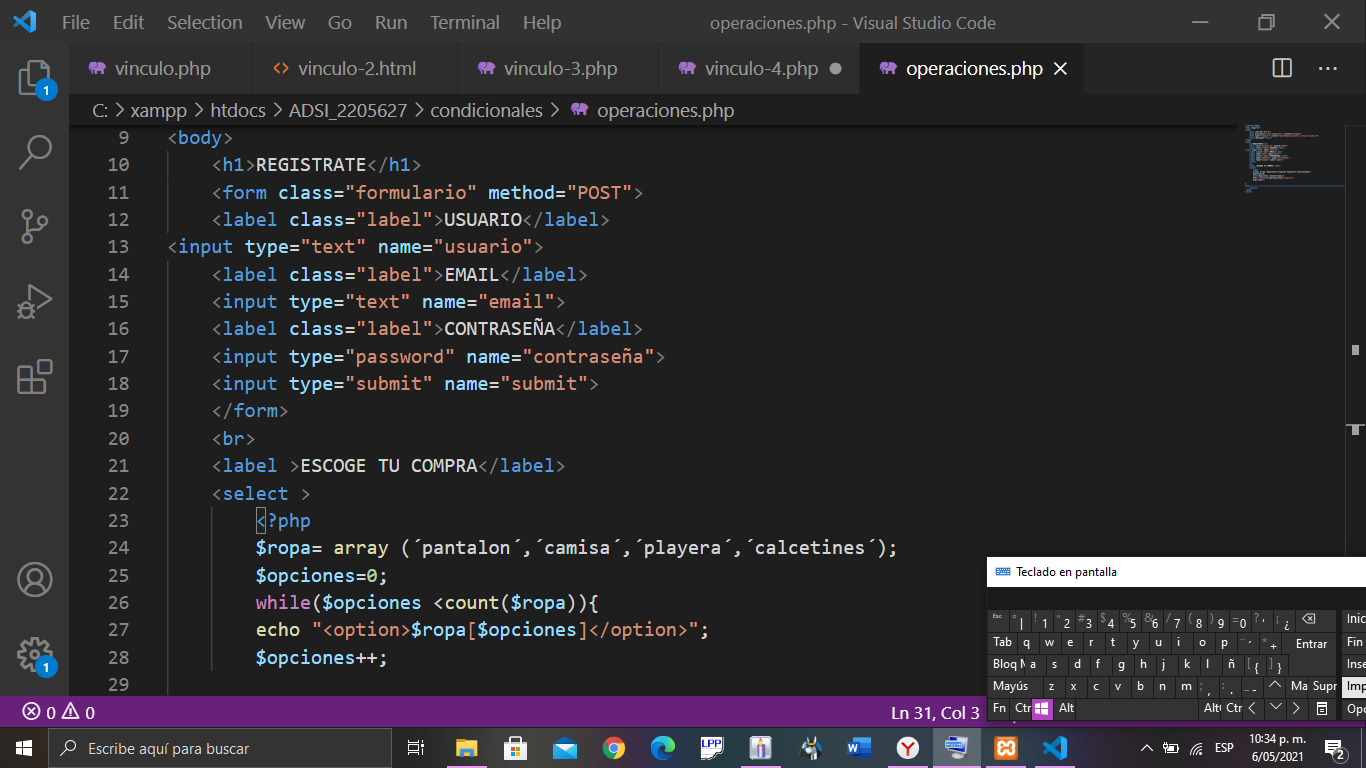 File Edit Selection View Go Run Terminal Help operaciones.php - Visual Studio Code
vinculo.php vinculo-2.html vinculo-3.php vinculo-4.php operaciones.php
C: > xampp > htdocs > ADSI_2205627 > condicionales > operaciones.php
9 <body>
10 <h1>REGISTRATE</h1>
11 <form class="formulario" method="POST">
12 <label class="label">USUARIO</label>
13 <input type="text" name="usuario">
14 <label class="label">EMAIL</label>
15 <input type="text" name="email">
16 <label class="label">CONTRASEÑA</label>
17 <input type="password" name="contraseña">
18 <input type="submit" name="submit">
19 </form>
20 <br>
21 <label >ESCOGE TU COMPRA</label>
22 <select >
23 <?php
24 $ropa= array (´pantalon´,´camisa´,´playera´,´calcetines´);
25 $opciones=0;
26 while($opciones <count($ropa)){
27 echo "<option>$ropa[$opciones]</option>";
28 $opciones++;
29
1
1
Teclado en pantalla
esc ° | ! 1 " 2 # 3 $ 4 % 5 & 6 / 7 ( 8 ) 9 = 0 ? ' ¡ ¿ Inic
Tab q w e r t y u i o p ¨ ´ * + Entrar Fin
Bloq M a s d f g h j k l ñ [ { ] } Inse
Mayús z x c v b n m ; , : . _ - Ma Supr Imp
Fn Ctr Alt Alt Ctr Opc
0 0 Ln 31, Col 3
Escribe aquí para buscar
LPP
ESP
10:34 p. m.
6/05/2021
2